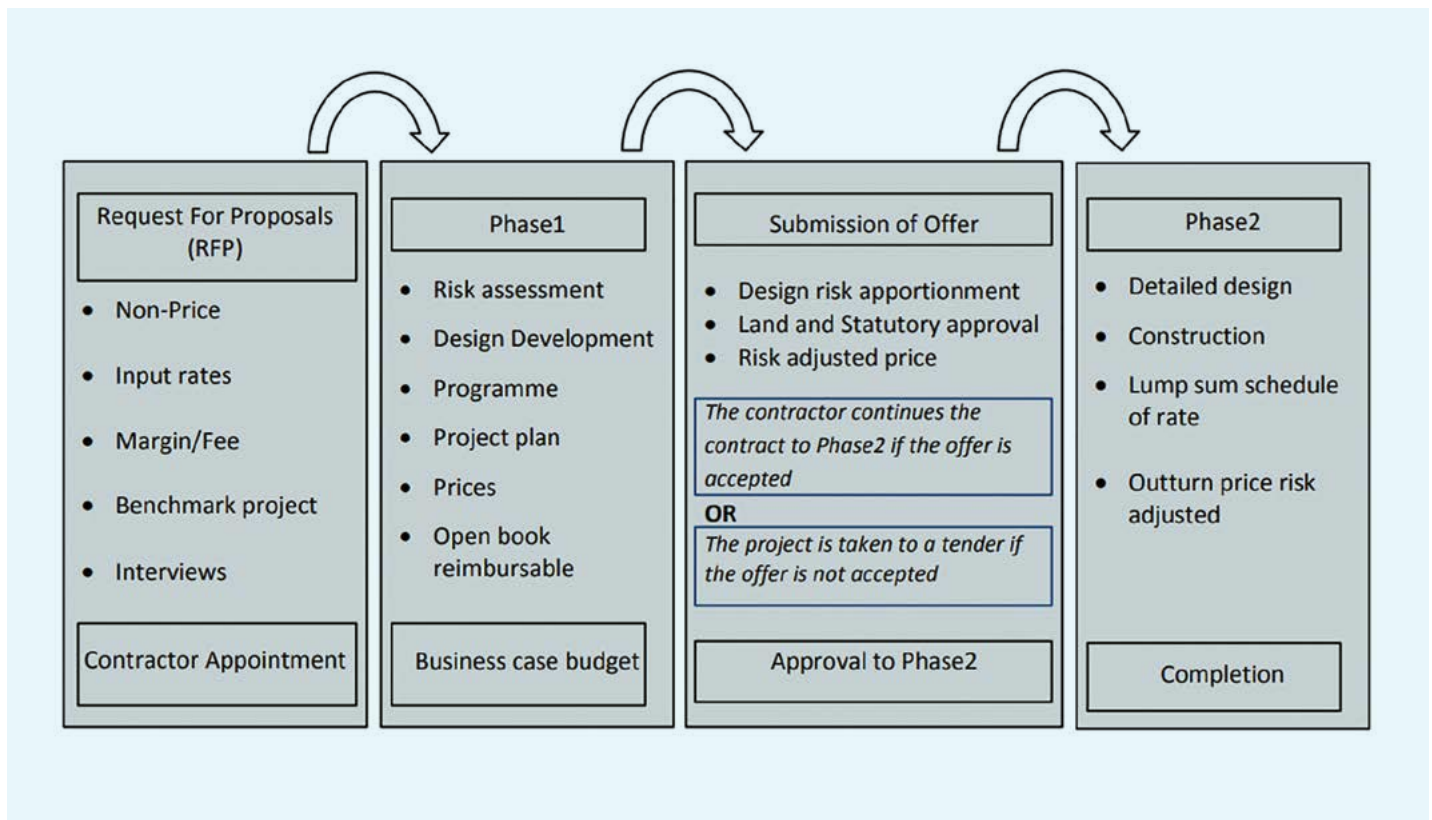 Request For Proposals
(RFP)
• Non-Price
• Input rates
• Margin/Fee
• Benchmark project
• Interviews
Contractor Appointment
Phase1
• Risk assessment
• Design Development
• Programme
• Project plan
• Prices
• Open book
reimbursable
Business case budget
Submission of Offer
• Design risk apportionment
• Land and Statutory approval
• Risk adjusted price
The contractor continues the
contract to Phase2 if the offer is
accepted
OR
The project is taken to a tender if
the offer is not accepted
Approval to Phase2
Phase2
• Detailed design
• Construction
• Lump sum schedule
of rate
• Outturn price risk
adjusted
Completion